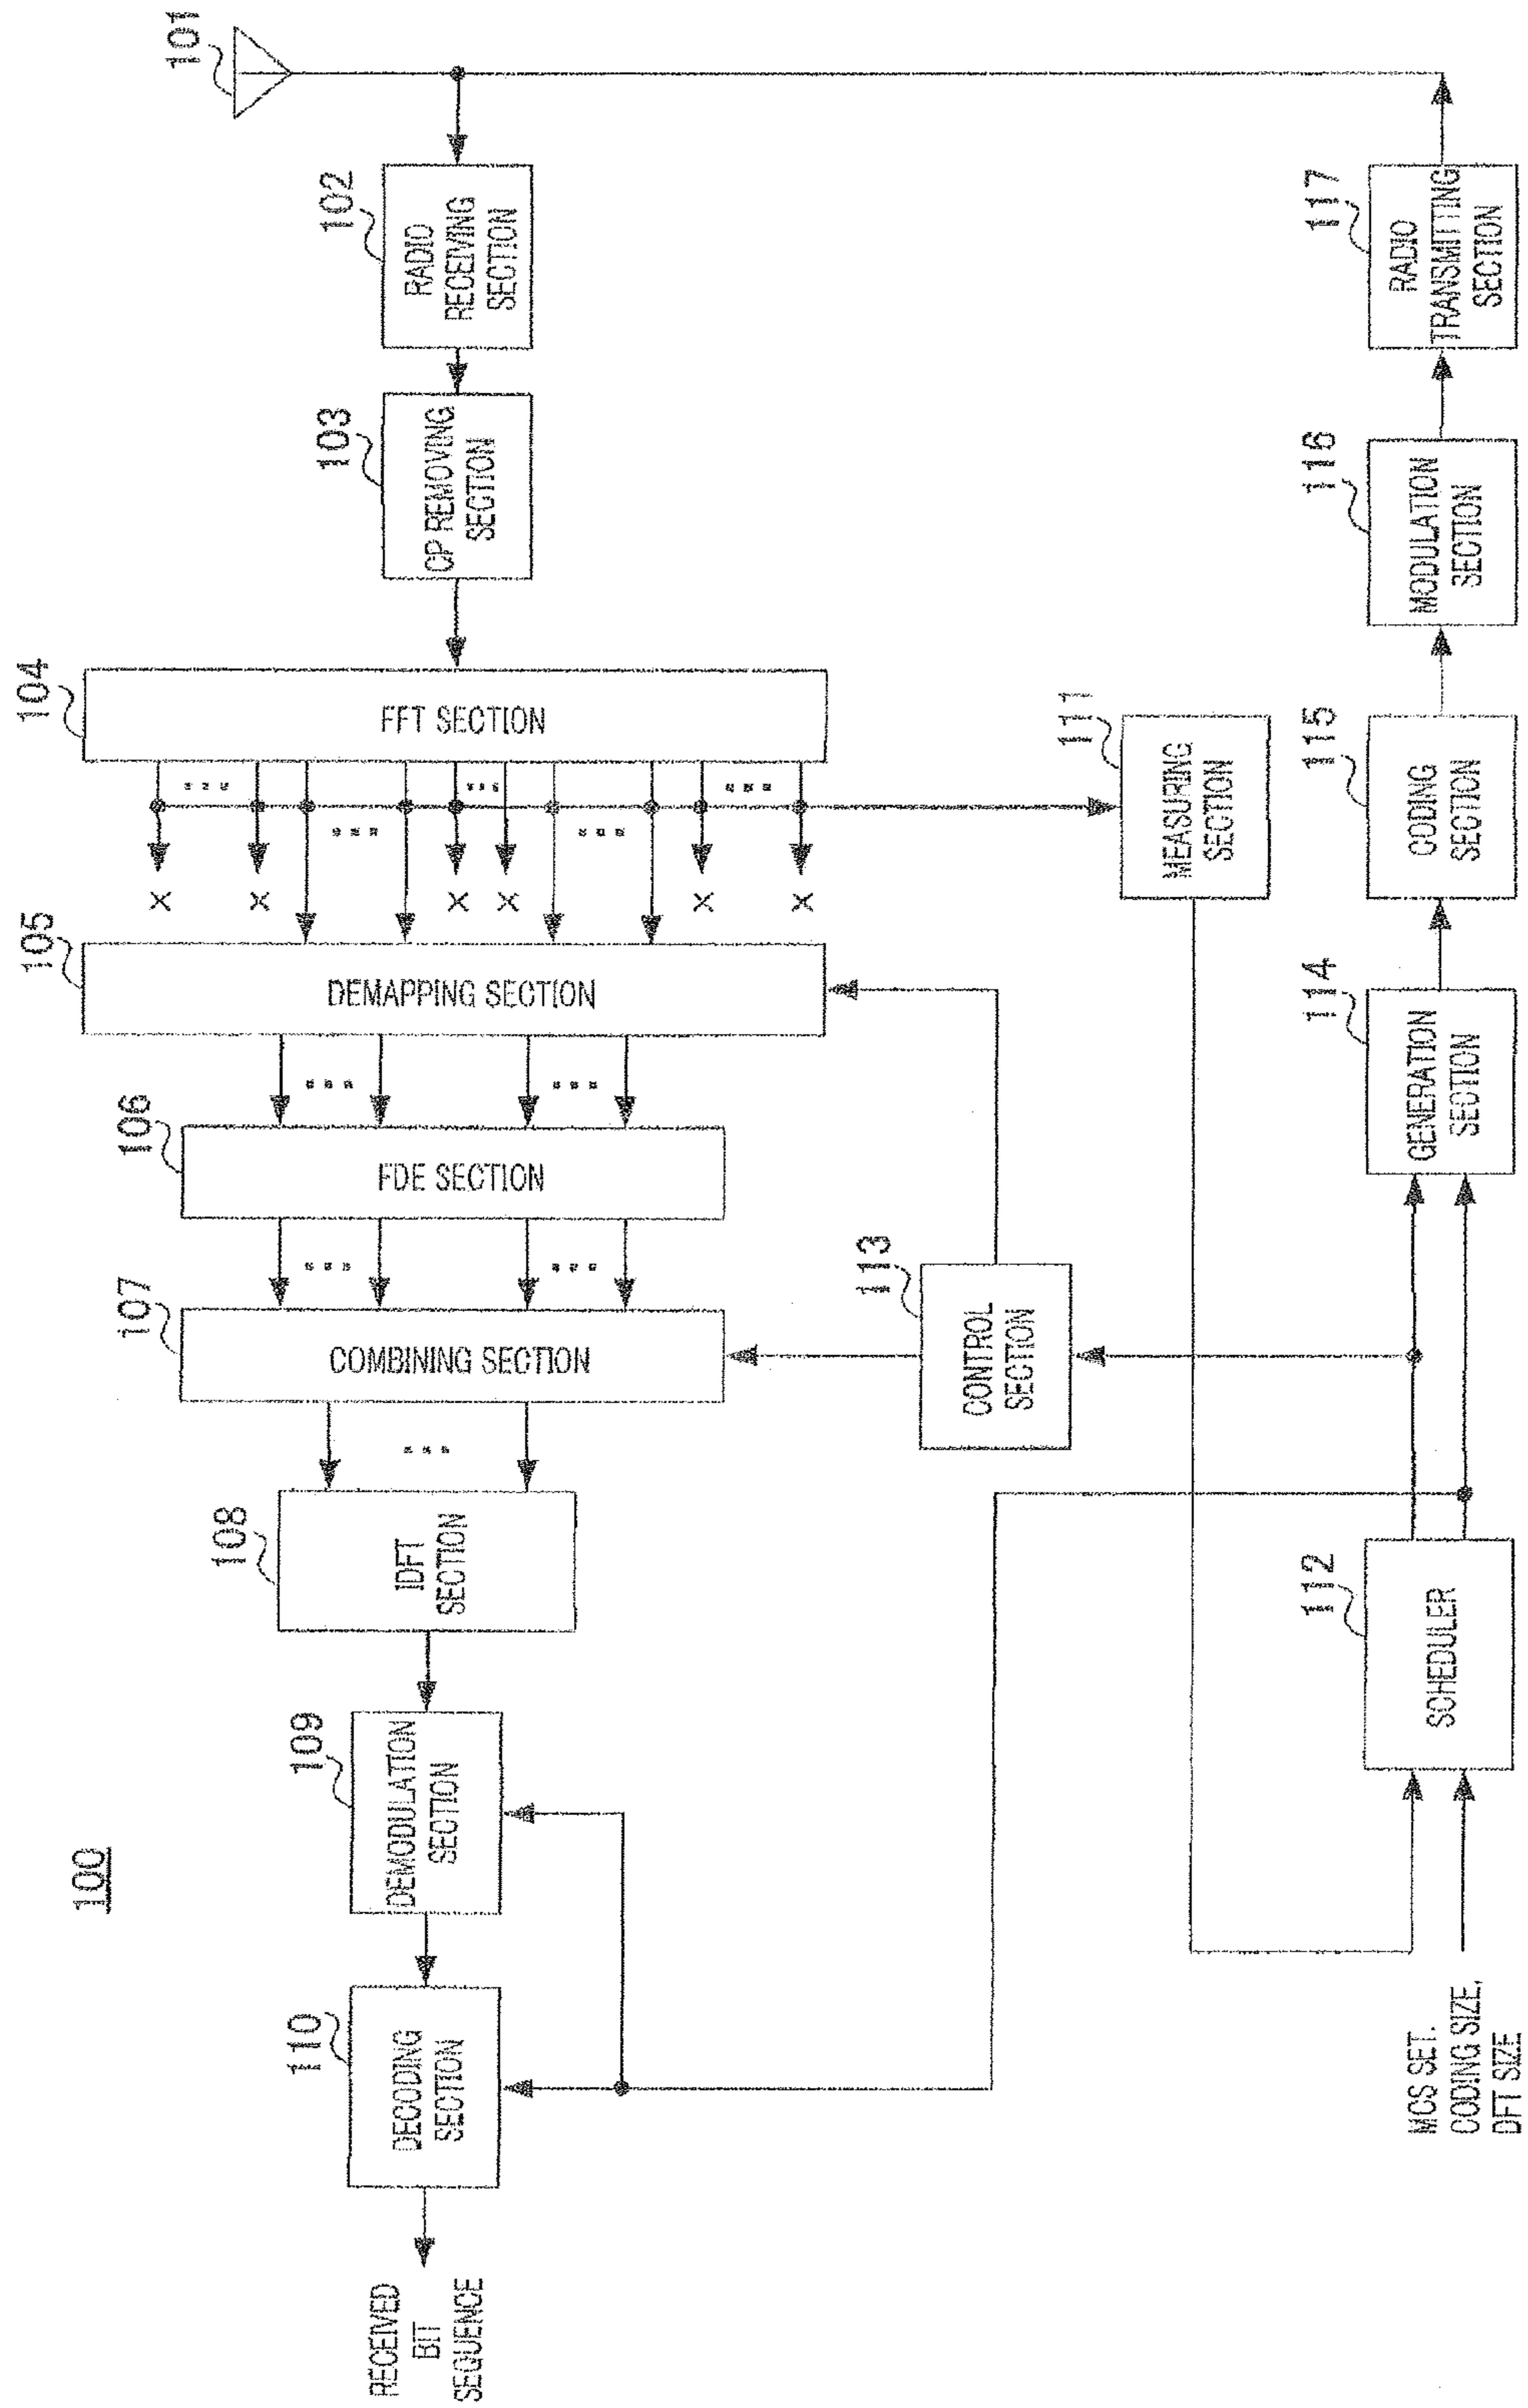 100
RECEIVED
BIT
SEQUENCE
110
DECODING
SECTION
109
DEMODULATION
SECTION
108
IDFT
SECTION
107
COMBINING SECTION
106
FDE SECTION
105
DEMAPPING SECTION
X
X
X
X
X
X
104
FFT SECTION
103
CP REMOVING
SECTION
102
RADIO
RECEIVING
SECTION
101
113
CONTROL
SECTION
111
MEASURING
SECTION
MCS SET.
CODING SIZE,
DFT SIZE
112
SCHEDULER
114
GENERATION
SECTION
115
CODING
SECTION
116
MODULATION
SECTION
117
RADIO
TRANSMITTING
SECTION